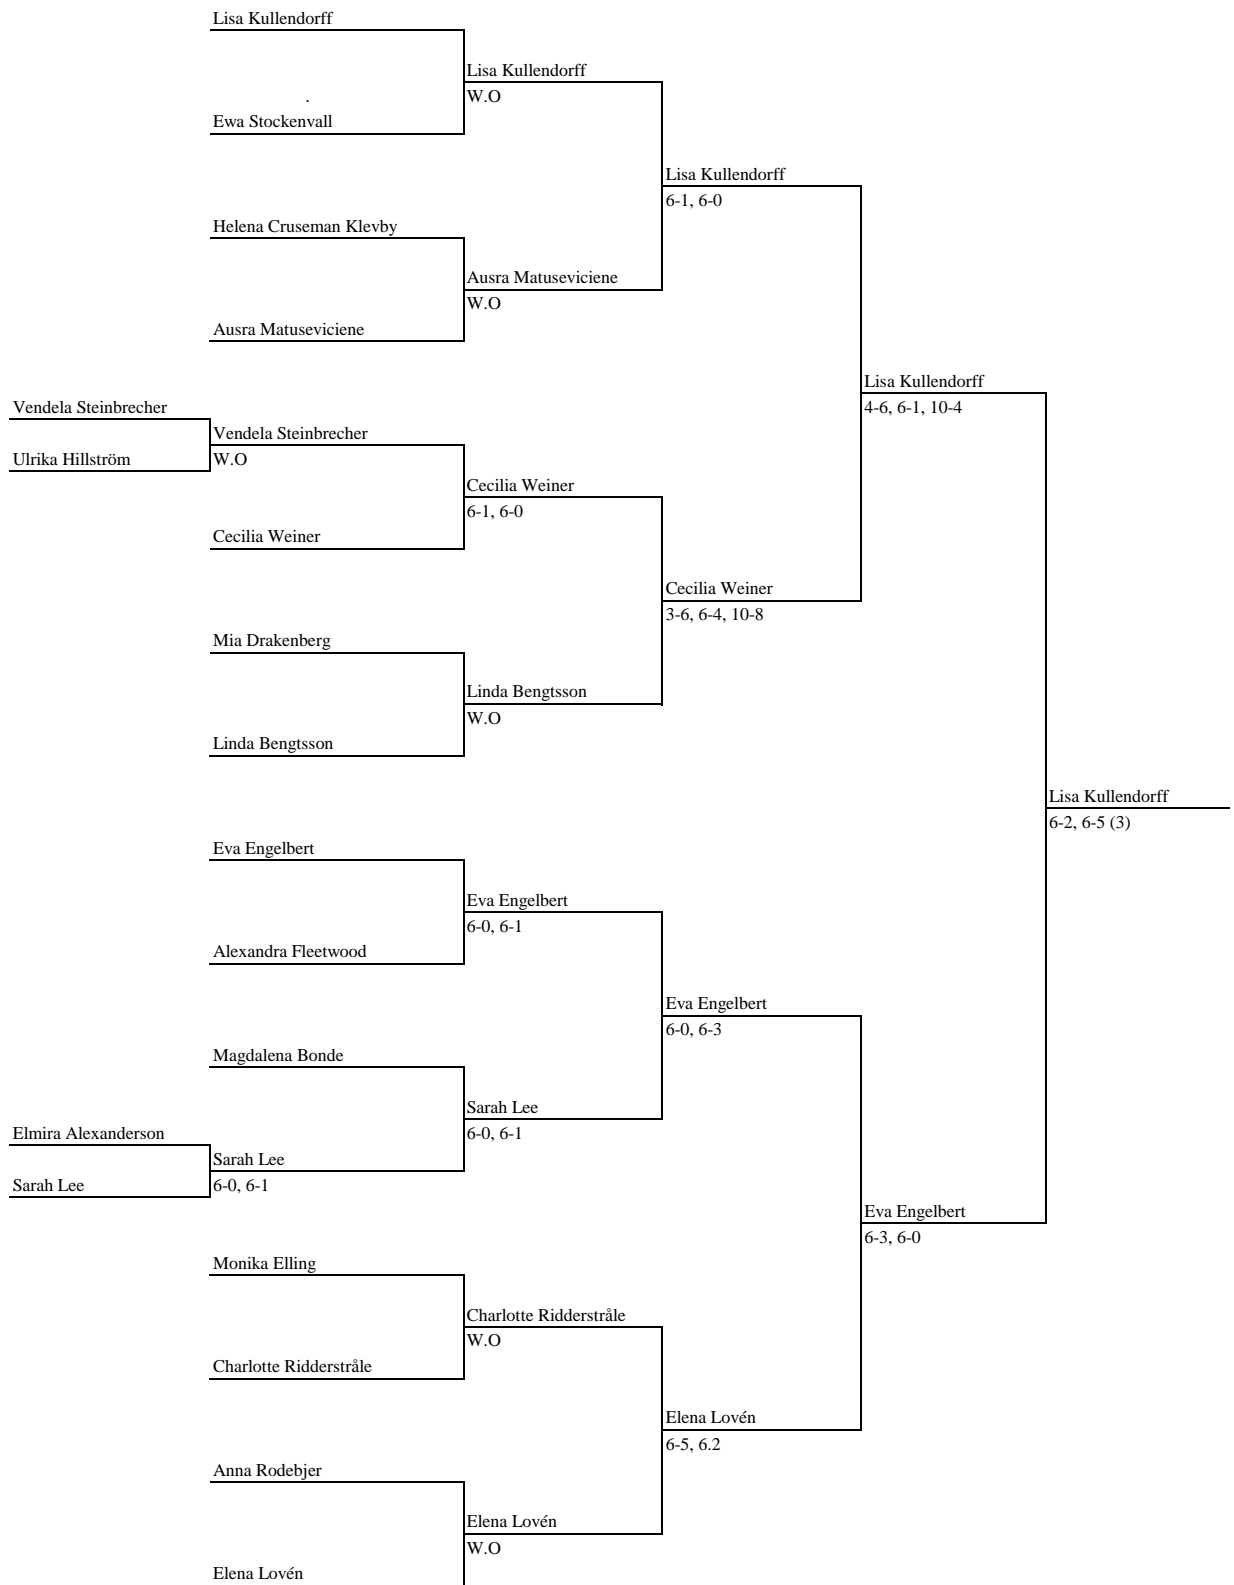 Lisa Kullendorff
Lisa Kullendorff
W.O
.
Ewa Stockenvall
Lisa Kullendorff
6-1, 6-0
Helena Cruseman Klevby
Ausra Matuseviciene
W.O
Ausra Matuseviciene
Lisa Kullendorff
4-6, 6-1, 10-4
Vendela Steinbrecher
Vendela Steinbrecher
Ulrika Hillström
W.O
Cecilia Weiner
6-1, 6-0
Cecilia Weiner
Cecilia Weiner
3-6, 6-4, 10-8
Mia Drakenberg
Linda Bengtsson
W.O
Linda Bengtsson
Lisa Kullendorff
6-2, 6-5 (3)
Eva Engelbert
Eva Engelbert
6-0, 6-1
Alexandra Fleetwood
Eva Engelbert
6-0, 6-3
Magdalena Bonde
Sarah Lee
6-0, 6-1
Elmira Alexanderson
Sarah Lee
Sarah Lee
6-0, 6-1
Eva Engelbert
6-3, 6-0
Monika Elling
Charlotte Ridderstråle
W.O
Charlotte Ridderstråle
Elena Lovén
6-5, 6.2
Anna Rodebjer
Elena Lovén
W.O
Elena Lovén